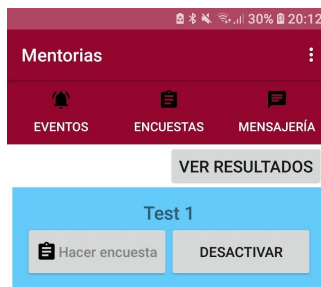 30% 20:12
Mentorias
EVENTOS ENCUESTAS MENSAJERÍA
VER RESULTADOS
Test 1
Hacer encuesta DESACTIVAR